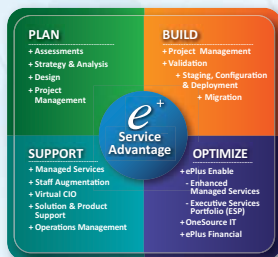 PLAN
+ Assessments
+ Strategy & Analysis
+ Design
+ Project
Management
BUILD
+ Project Management
+ Validation
+ Staging, Configuration
& Deployment
+ Migration
e+
Service
Advantage
SUPPORT
+ Managed Services
+ Staff Augmentation
+ Virtual CIO
+ Solution & Product
Support
+ Operations Management
OPTIMIZE
+ ePlus Enable
- Enhanced
Managed Services
- Executive Services
Portfolio (ESP)
+ OneSource IT
+ ePlus Financial